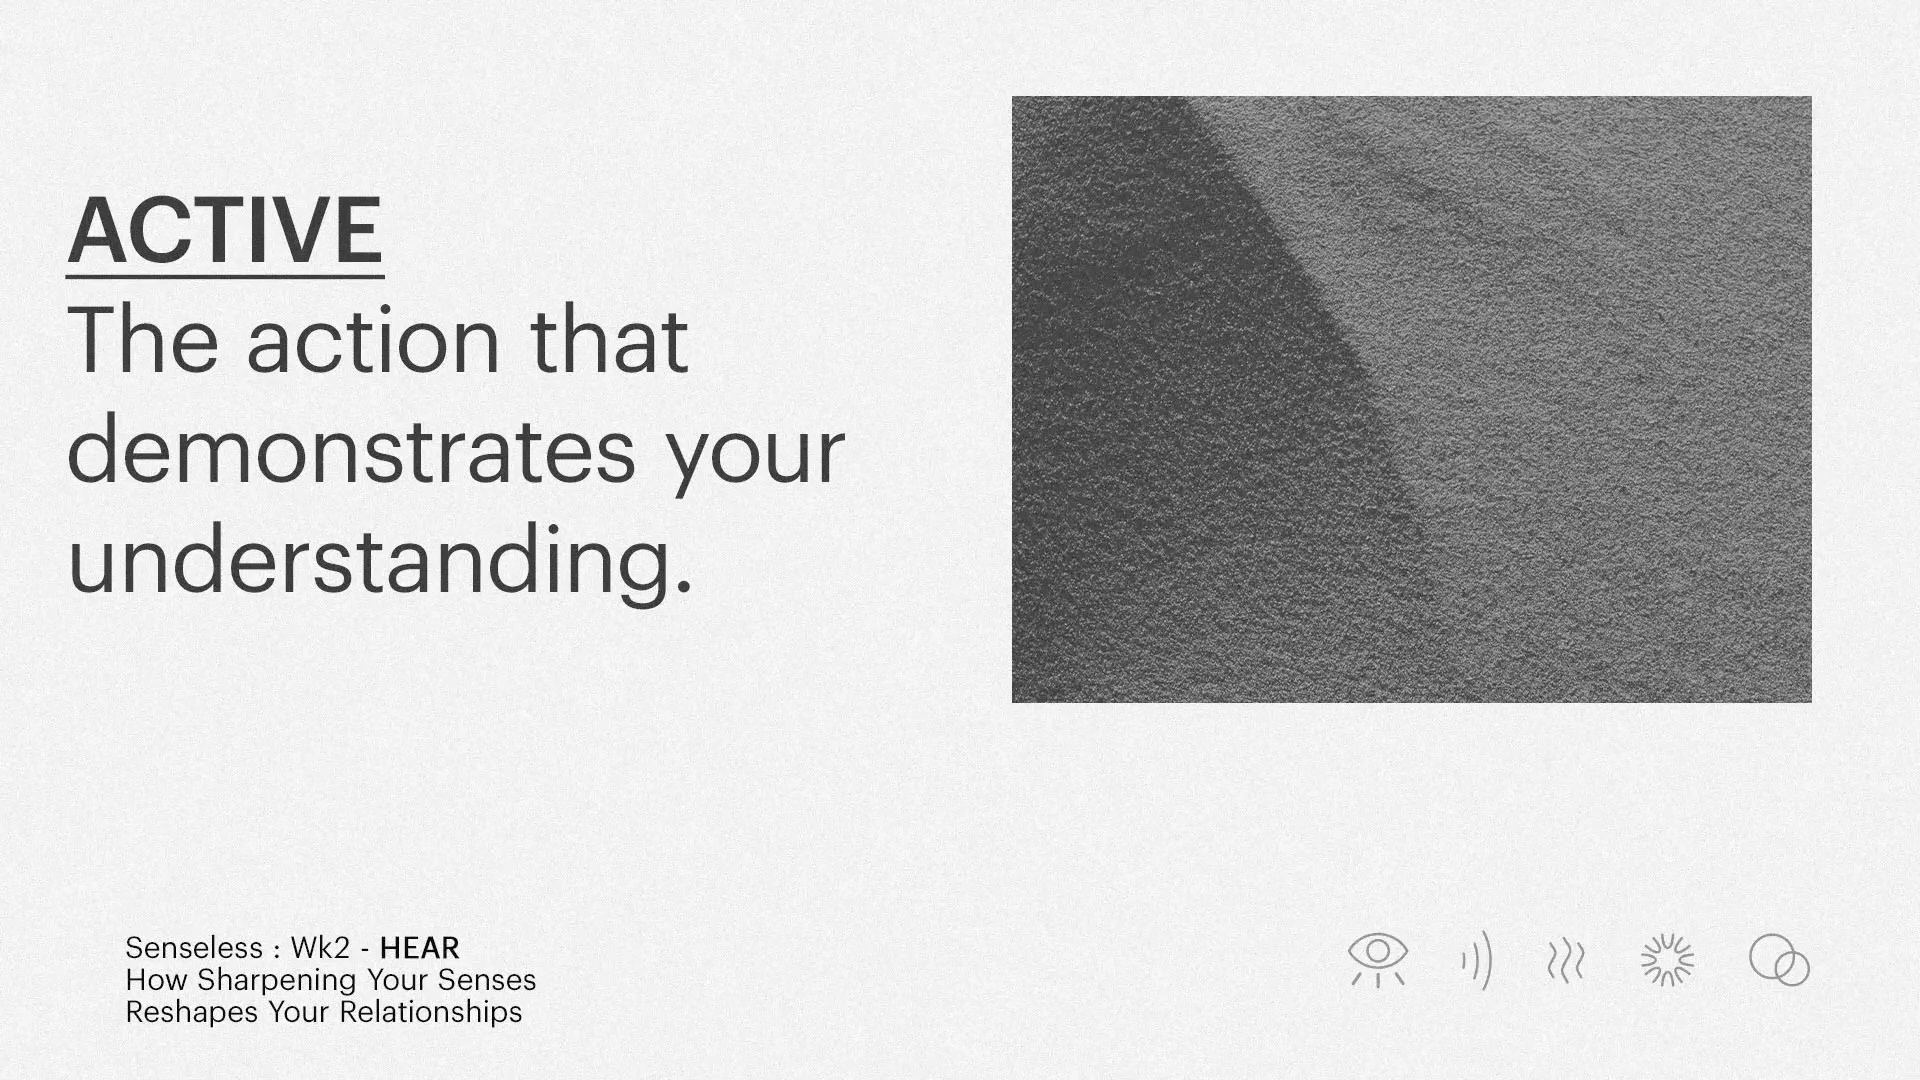 ACTIVE
The action that
demonstrates your
understanding.
Senseless : Wk2 - HEAR
How Sharpening Your Senses
Reshapes Your Relationships